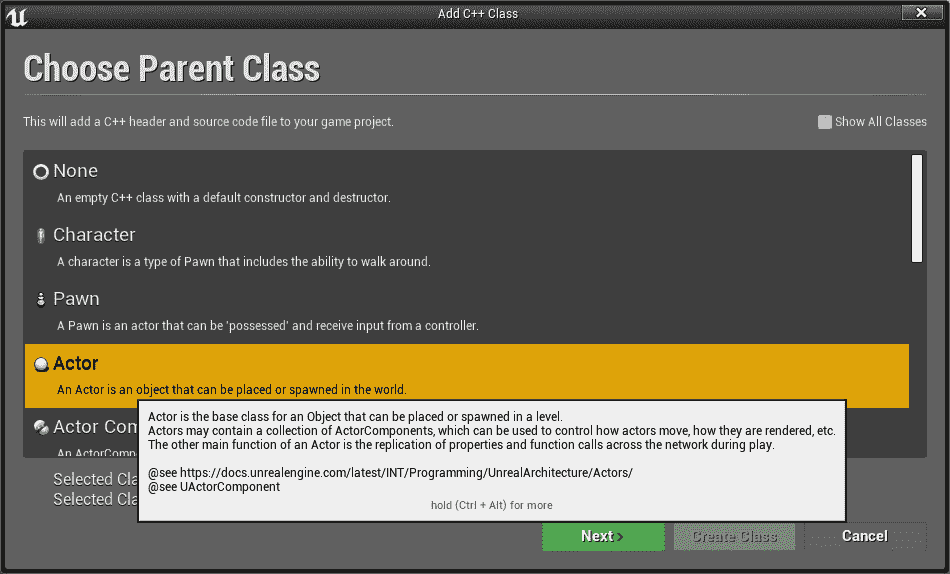 Add C++ Class
Choose Parent Class
This will add a C++ header and source code file to your game project.
Show All Classes
None
An empty C++ class with a default constructor and destructor.
Character
A character is a type of Pawn that includes the ability to walk around.
Pawn
A Pawn is an actor that can be 'possessed' and receive input from a controller.
Actor
An Actor is an object that can be placed or spawned in the world.
Actor Com
An ActorComp
Actor is the base class for an Object that can be placed or spawned in a level.
Actors may contain a collection of ActorComponents, which can be used to control how actors move, how they are rendered, etc.
The other main function of an Actor is the replication of properties and function calls across the network during play.
@see https://docs.unrealengine.com/latest/INT/Programming/UnrealArchitecture/Actors/
@see UActorComponent
hold (Ctrl + Alt) for more
Selected Cla
Selected Cla
Next
Create Class
Cancel